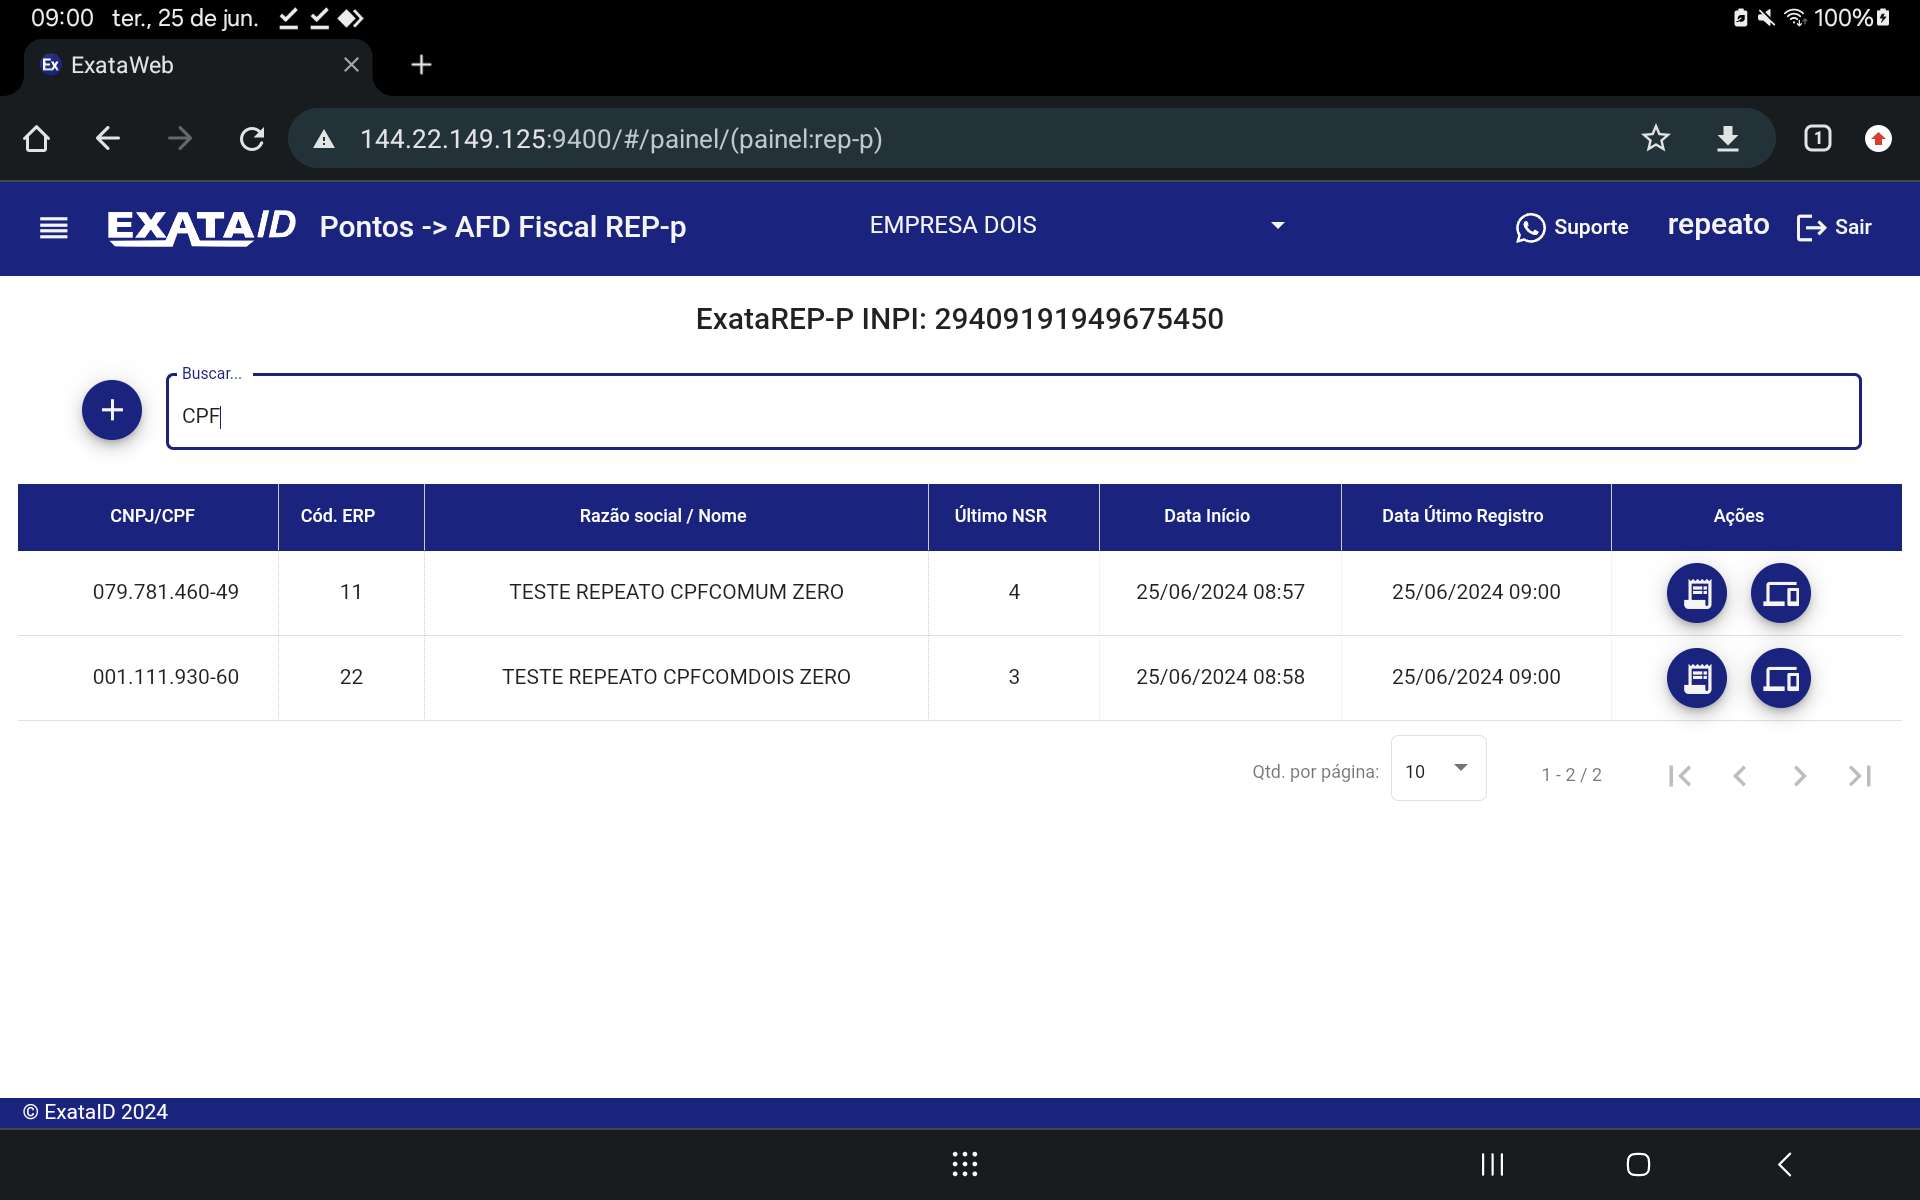 09:00 ter., 25 de jun. 100%
Ex ExataWeb
144.22.149.125:9400/#/painel/(painel:rep-p) 1
EXATAID Pontos -> AFD Fiscal REP-p EMPRESA DOIS Suporte repeato Sair
ExataREP-P INPI: 29409191949675450
Buscar...
CPF
CNPJ/CPF Cód. ERP Razão social / Nome Último NSR Data Início Data Útimo Registro Ações
079.781.460-49 11 TESTE REPEATO CPFCOMUM ZERO 4 25/06/2024 08:57 25/06/2024 09:00
001.111.930-60 22 TESTE REPEATO CPFCOMDOIS ZERO 3 25/06/2024 08:58 25/06/2024 09:00
Qtd. por página: 10 1 - 2 / 2
© ExataID 2024